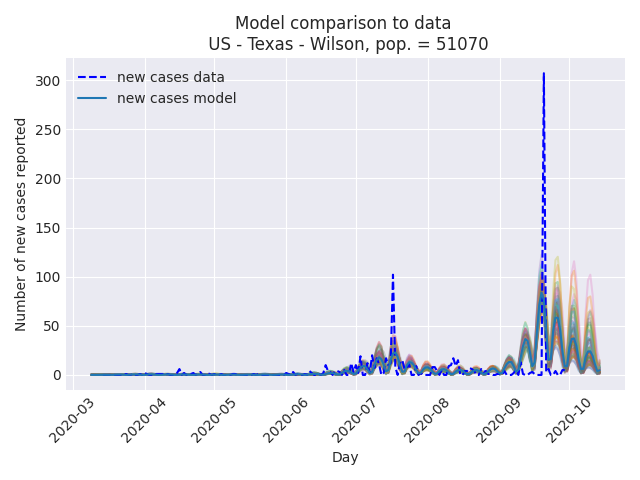 Model comparison to data
US - Texas - Wilson, pop. = 51070
new cases data
new cases model
Number of new cases reported
300
250
200
150
100
50
0
2020-03
2020-04
2020-05
2020-06
2020-07
2020-08
2020-09
2020-10
Day